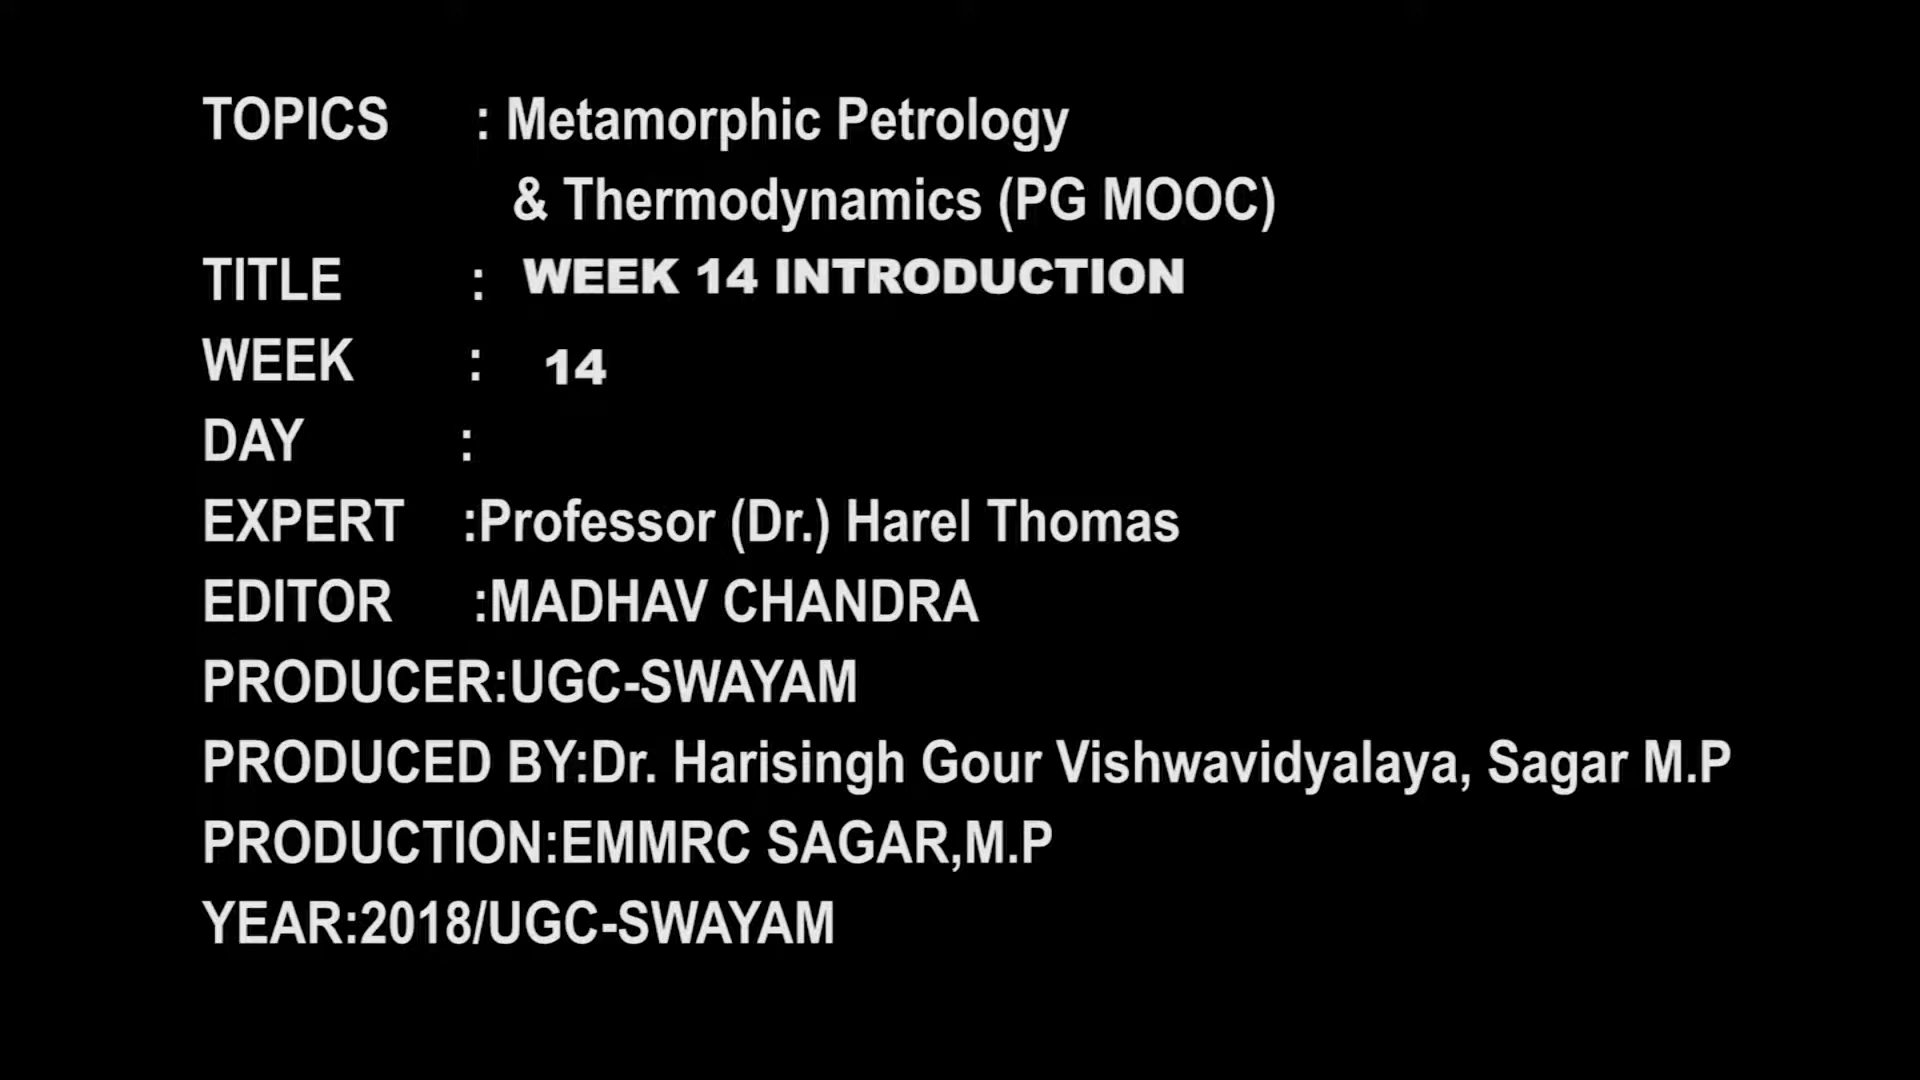 TOPICS : Metamorphic Petrology
& Thermodynamics (PG MOOC)
TITLE : WEEK 14 INTRODUCTION
WEEK : 14
DAY :
EXPERT :Professor (Dr.) Harel Thomas
EDITOR :MADHAV CHANDRA
PRODUCER:UGC-SWAYAM
PRODUCED BY:Dr. Harisingh Gour Vishwavidyalaya, Sagar M.P
PRODUCTION:EMMRC SAGAR,M.P
YEAR:2018/UGC-SWAYAM